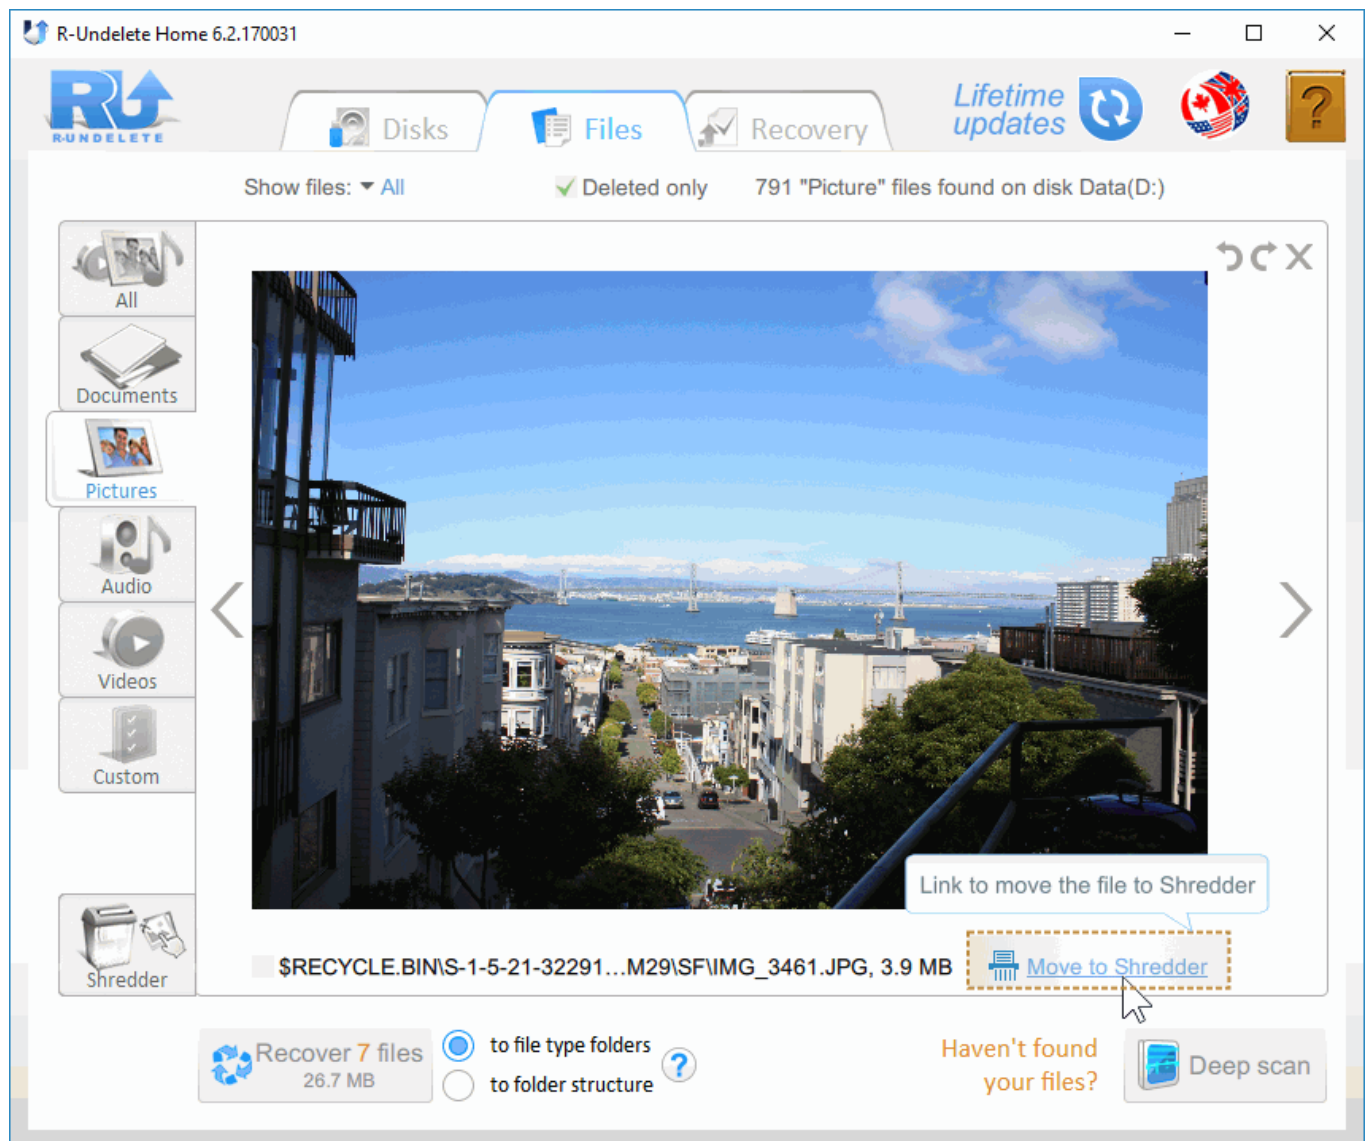 R-Undelete Home 6.2.170031
RU
R-UNDELETE
Disks
Files
Recovery
Lifetime
updates
?
Show files: All
Deleted only
791 "Picture" files found on disk Data(D:)
All
Documents
Pictures
Audio
Videos
Custom
Shredder
Link to move the file to Shredder
$RECYCLE.BIN\S-1-5-21-32291...M29\SF\IMG_3461.JPG, 3.9 MB
Move to Shredder
Recover 7 files
26.7 MB
to file type folders
to folder structure
?
Haven't found
your files?
Deep scan